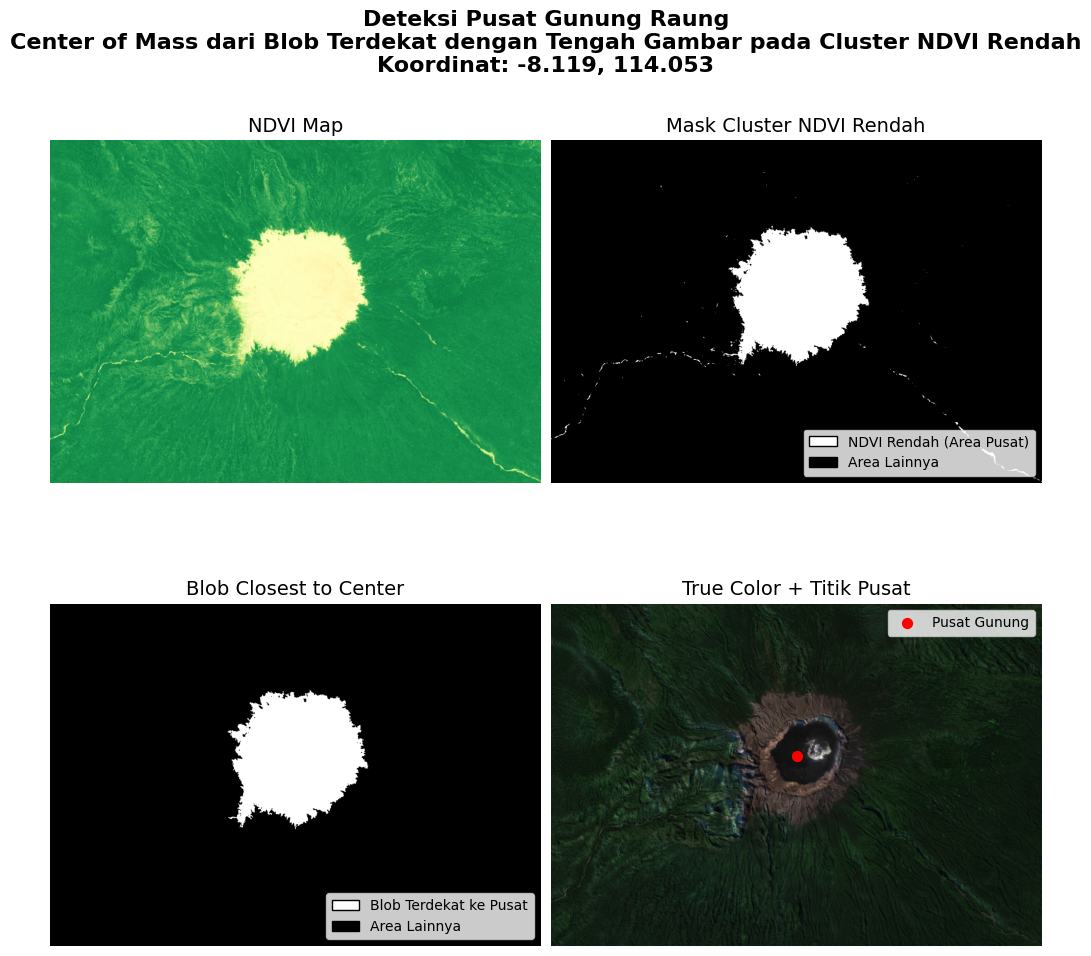 Deteksi Pusat Gunung Raung
Center of Mass dari Blob Terdekat dengan Tengah Gambar pada Cluster NDVI Rendah
Koordinat: -8.119, 114.053
NDVI Map
Mask Cluster NDVI Rendah
NDVI Rendah (Area Pusat)
Area Lainnya
Blob Closest to Center
True Color + Titik Pusat
Pusat Gunung
Blob Terdekat ke Pusat
Area Lainnya